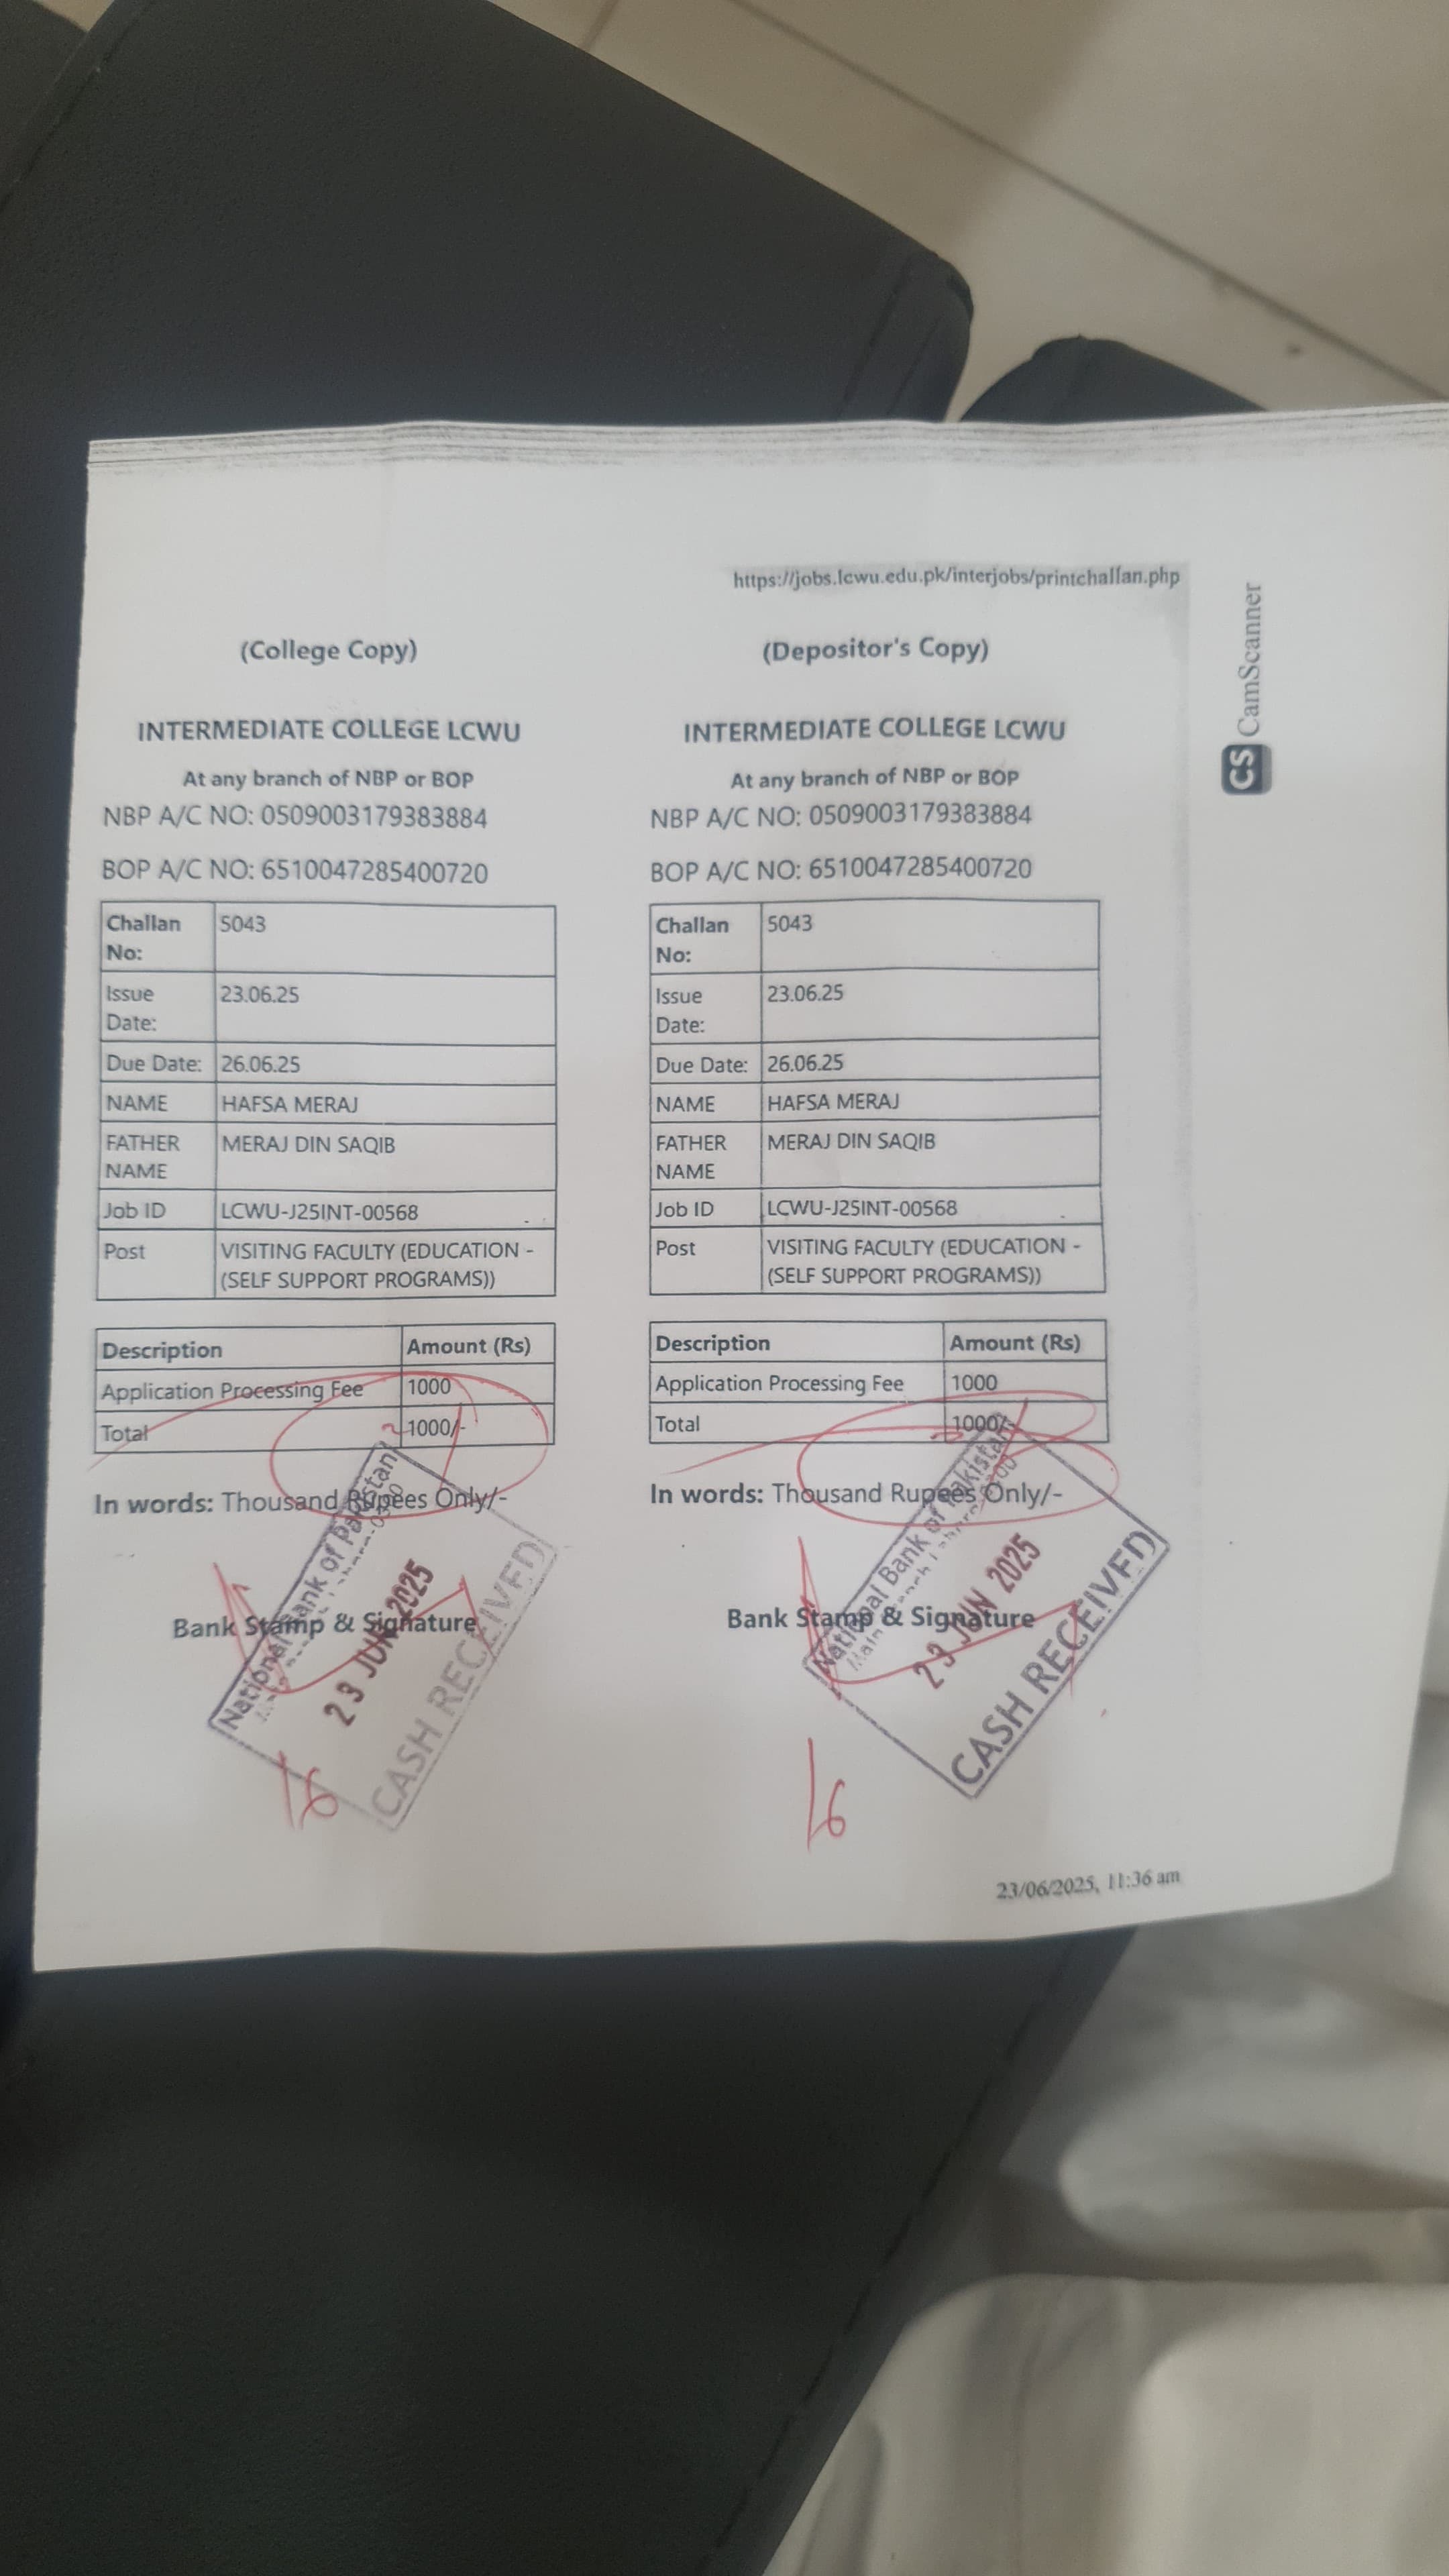 https://jobs.lcwu.edu.pk/interjobs/printchallan.php
(College Copy)
INTERMEDIATE COLLEGE LCWU
At any branch of NBP or BOP
NBP A/C NO: 0509003179383884
BOP A/C NO: 6510047285400720
Challan No: 5043
Issue Date: 23.06.25
Due Date: 26.06.25
NAME HAFSA MERAJ
FATHER NAME MERAJ DIN SAQIB
Job ID LCWU-J25INT-00568
Post VISITING FACULTY (EDUCATION -
(SELF SUPPORT PROGRAMS))
Description Amount (Rs)
Application Processing Fee 1000
Total 1000/-
In words: Thousand Rupees Only/-
Bank Stamp & Signature
National Bank of Pakistan
23 JUN 2025
CASH RECEIVED
16
(Depositor's Copy)
INTERMEDIATE COLLEGE LCWU
At any branch of NBP or BOP
NBP A/C NO: 0509003179383884
BOP A/C NO: 6510047285400720
Challan No: 5043
Issue Date: 23.06.25
Due Date: 26.06.25
NAME HAFSA MERAJ
FATHER NAME MERAJ DIN SAQIB
Job ID LCWU-J25INT-00568
Post VISITING FACULTY (EDUCATION -
(SELF SUPPORT PROGRAMS))
Description Amount (Rs)
Application Processing Fee 1000
Total 1000/-
In words: Thousand Rupees Only/-
Bank Stamp & Signature
National Bank of Pakistan
Main Branch
23 JUN 2025
CASH RECEIVED
16
23/06/2025, 11:36 am
CS CamScanner